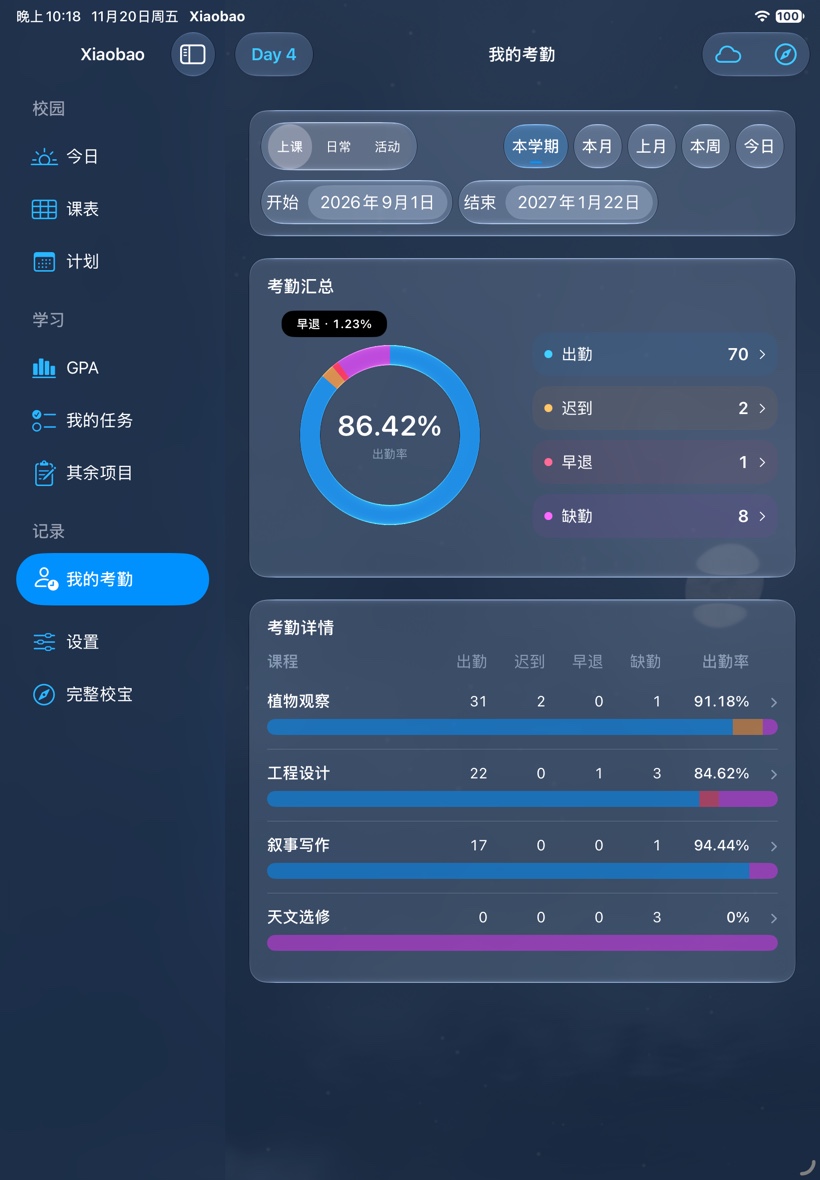 晚上10:18 11月20日周五 Xiaobao
100
Xiaobao
Day 4
我的考勤
校园
今日
课表
计划
学习
GPA
我的任务
其余项目
记录
我的考勤
设置
完整校宝
上课 日常 活动
本学期 本月 上月 本周 今日
开始 2026年9月1日 结束 2027年1月22日
考勤汇总
早退 · 1.23%
86.42%
出勤率
出勤 70
迟到 2
早退 1
缺勤 8
考勤详情
课程 出勤 迟到 早退 缺勤 出勤率
植物观察 31 2 0 1 91.18%
工程设计 22 0 1 3 84.62%
叙事写作 17 0 0 1 94.44%
天文选修 0 0 0 3 0%